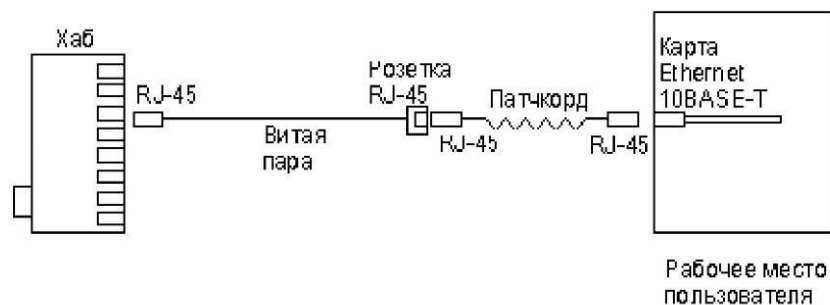 Хаб
RJ-45
Розетка
RJ-45
Витая
пара
RJ-45
Патчкорд
RJ-45
Карта
Ethernet
10BASE-T
Рабочее место
пользователя